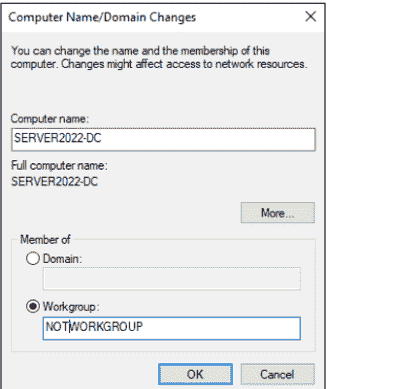 Computer Name/Domain Changes
You can change the name and the membership of this
computer. Changes might affect access to network resources.
Computer name:
SERVER2022-DC
Full computer name:
SERVER2022-DC
More...
Member of
Domain:
Workgroup:
NOTWORKGROUP
OK
Cancel